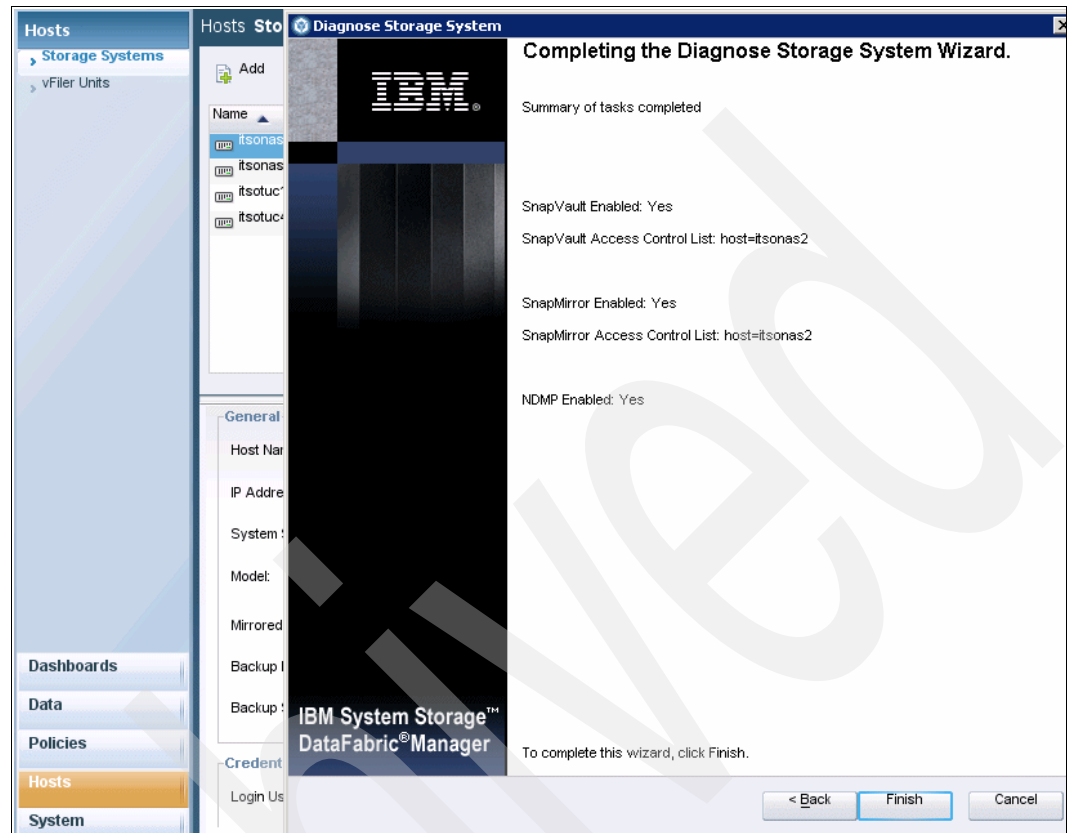 Hosts
Storage Systems
vFiler Units
Dashboards
Data
Policies
Hosts
System
Hosts Sto
Add
Name
itsonas
itsonas
itsotuc1
itsotuc4
General
Host Nar
IP Addre
System S
Model:
Mirrored
Backup
Backup
Credent
Login Us
Diagnose Storage System
IBM®
IBM System Storage™
DataFabric® Manager
Completing the Diagnose Storage System Wizard.
Summary of tasks completed
SnapVault Enabled: Yes
SnapVault Access Control List: host=itsonas2
SnapMirror Enabled: Yes
SnapMirror Access Control List: host=itsonas2
NDMP Enabled: Yes
To complete this wizard, click Finish.
< Back
Finish
Cancel